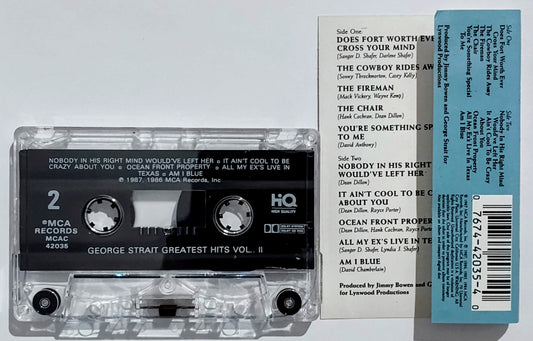 NOBODY IN HIS RIGHT MIND WOULD'VE LEFT HER • IT AIN'T COOL TO BE
CRAZY ABOUT YOU • OCEAN FRONT PROPERTY • ALL MY EX'S LIVE IN
TEXAS • AM I BLUE
℗ 1987, 1986 MCA Records, Inc
2
HiQ
HIGH QUALITY
MCA
RECORDS
MCAC
42035
GEORGE STRAIT GREATEST HITS VOL. II
Side One
DOES FORT WORTH EVE
CROSS YOUR MIND
(Sanger D. Shafer, Darlene Shafer)
THE COWBOY RIDES AWA
(Sonny Throckmorton, Casey Kelly)
THE FIREMAN
(Mack Vickery, Wayne Kemp)
THE CHAIR
(Hank Cochran, Dean Dillon)
YOU'RE SOMETHING SP
TO ME
(David Anthony)
Side Two
NOBODY IN HIS RIGHT
WOULD'VE LEFT HER
(Dean Dillon)
IT AIN'T COOL TO BE C
ABOUT YOU
(Dean Dillon, Royce Porter)
OCEAN FRONT PROPER
(Dean Dillon, Hank Cochran, Royce Porter)
ALL MY EX'S LIVE IN TE
(Sanger D. Shafer, Lyndia J. Shafer)
AM I BLUE
(David Chamberlain)
Produced by Jimmy Bowen and G
for Lynwood Productions
Side One
Does Fort Worth Ever
Cross Your Mind
The Cowboy Rides Away
The Fireman
The Chair
You're Something Special
To Me
Side Two
Nobody In His Right Mind
Would've Left Her
It Ain't Cool To Be Crazy
About You
Ocean Front Property
All My Ex's Live In Texas
Am I Blue
Produced by Jimmy Bowen and George Strait for
Lynwood Productions
0 7674-42035-4 0